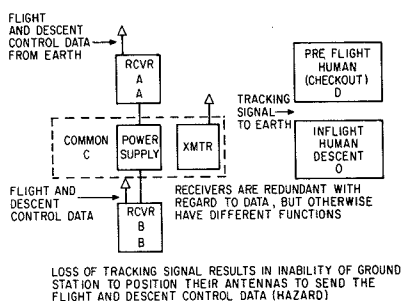 FLIGHT
AND DESCENT
CONTROL DATA
FROM EARTH
RCVR
A
A
PRE FLIGHT
HUMAN
(CHECKOUT)
D
TRACKING
SIGNAL
TO EARTH
COMMON
C
POWER
SUPPLY
XMTR
INFLIGHT
HUMAN
DESCENT
O
FLIGHT AND
DESCENT
CONTROL DATA
RCVR
B
B
RECEIVERS ARE REDUNDANT WITH
REGARD TO DATA, BUT OTHERWISE
HAVE DIFFERENT FUNCTIONS
LOSS OF TRACKING SIGNAL RESULTS IN INABILITY OF GROUND
STATION TO POSITION THEIR ANTENNAS TO SEND THE
FLIGHT AND DESCENT CONTROL DATA (HAZARD)